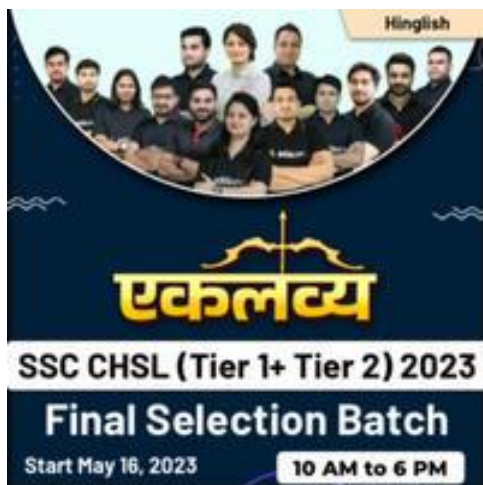 Hinglish
एकलव्य
SSC CHSL (Tier 1+ Tier 2) 2023
Final Selection Batch
Start May 16, 2023
10 AM to 6 PM